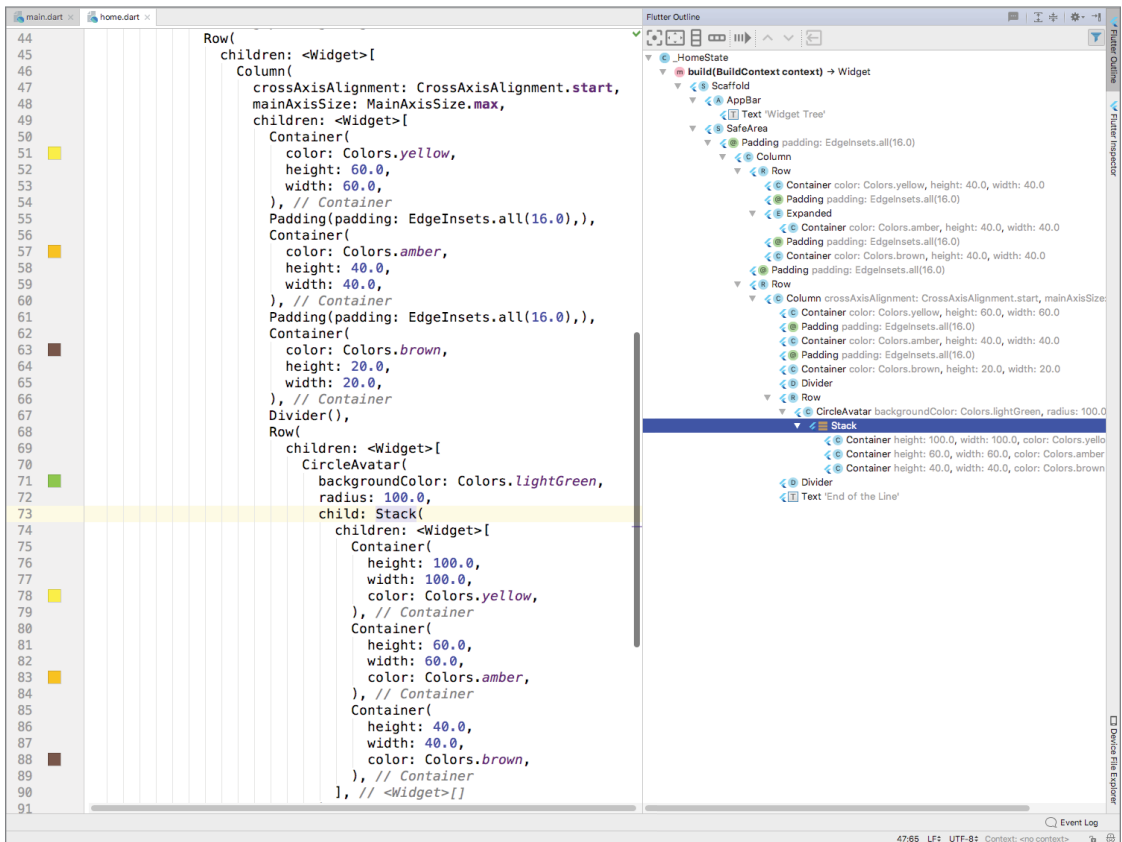 main.dart
home.dart
44 Row(
45 children: <Widget>[
46 Column(
47 crossAxisAlignment: CrossAxisAlignment.start,
48 mainAxisSize: MainAxisSize.max,
49 children: <Widget>[
50 Container(
51 color: Colors.yellow,
52 height: 60.0,
53 width: 60.0,
54 ), // Container
55 Padding(padding: EdgeInsets.all(16.0),),
56 Container(
57 color: Colors.amber,
58 height: 40.0,
59 width: 40.0,
60 ), // Container
61 Padding(padding: EdgeInsets.all(16.0),),
62 Container(
63 color: Colors.brown,
64 height: 20.0,
65 width: 20.0,
66 ), // Container
67 Divider(),
68 Row(
69 children: <Widget>[
70 CircleAvatar(
71 backgroundColor: Colors.lightGreen,
72 radius: 100.0,
73 child: Stack(
74 children: <Widget>[
75 Container(
76 height: 100.0,
77 width: 100.0,
78 color: Colors.yellow,
79 ), // Container
80 Container(
81 height: 60.0,
82 width: 60.0,
83 color: Colors.amber,
84 ), // Container
85 Container(
86 height: 40.0,
87 width: 40.0,
88 color: Colors.brown,
89 ), // Container
90 ], // <Widget>[]
91
Flutter Outline
_HomeState
build(BuildContext context) → Widget
Scaffold
AppBar
Text 'Widget Tree'
SafeArea
Padding padding: EdgeInsets.all(16.0)
Column
Row
Container color: Colors.yellow, height: 40.0, width: 40.0
Padding padding: EdgeInsets.all(16.0)
Expanded
Container color: Colors.amber, height: 40.0, width: 40.0
Padding padding: EdgeInsets.all(16.0)
Container color: Colors.brown, height: 40.0, width: 40.0
Padding padding: EdgeInsets.all(16.0)
Row
Column crossAxisAlignment: CrossAxisAlignment.start, mainAxisSize:
Container color: Colors.yellow, height: 60.0, width: 60.0
Padding padding: EdgeInsets.all(16.0)
Container color: Colors.amber, height: 40.0, width: 40.0
Padding padding: EdgeInsets.all(16.0)
Container color: Colors.brown, height: 20.0, width: 20.0
Divider
Row
CircleAvatar backgroundColor: Colors.lightGreen, radius: 100.0
Stack
Container height: 100.0, width: 100.0, color: Colors.yello
Container height: 60.0, width: 60.0, color: Colors.amber
Container height: 40.0, width: 40.0, color: Colors.brown
Divider
Text 'End of the Line'
Flutter Outline
Flutter Inspector
Device File Explorer
Event Log
47:65 LF UTF-8 Context: <no context>